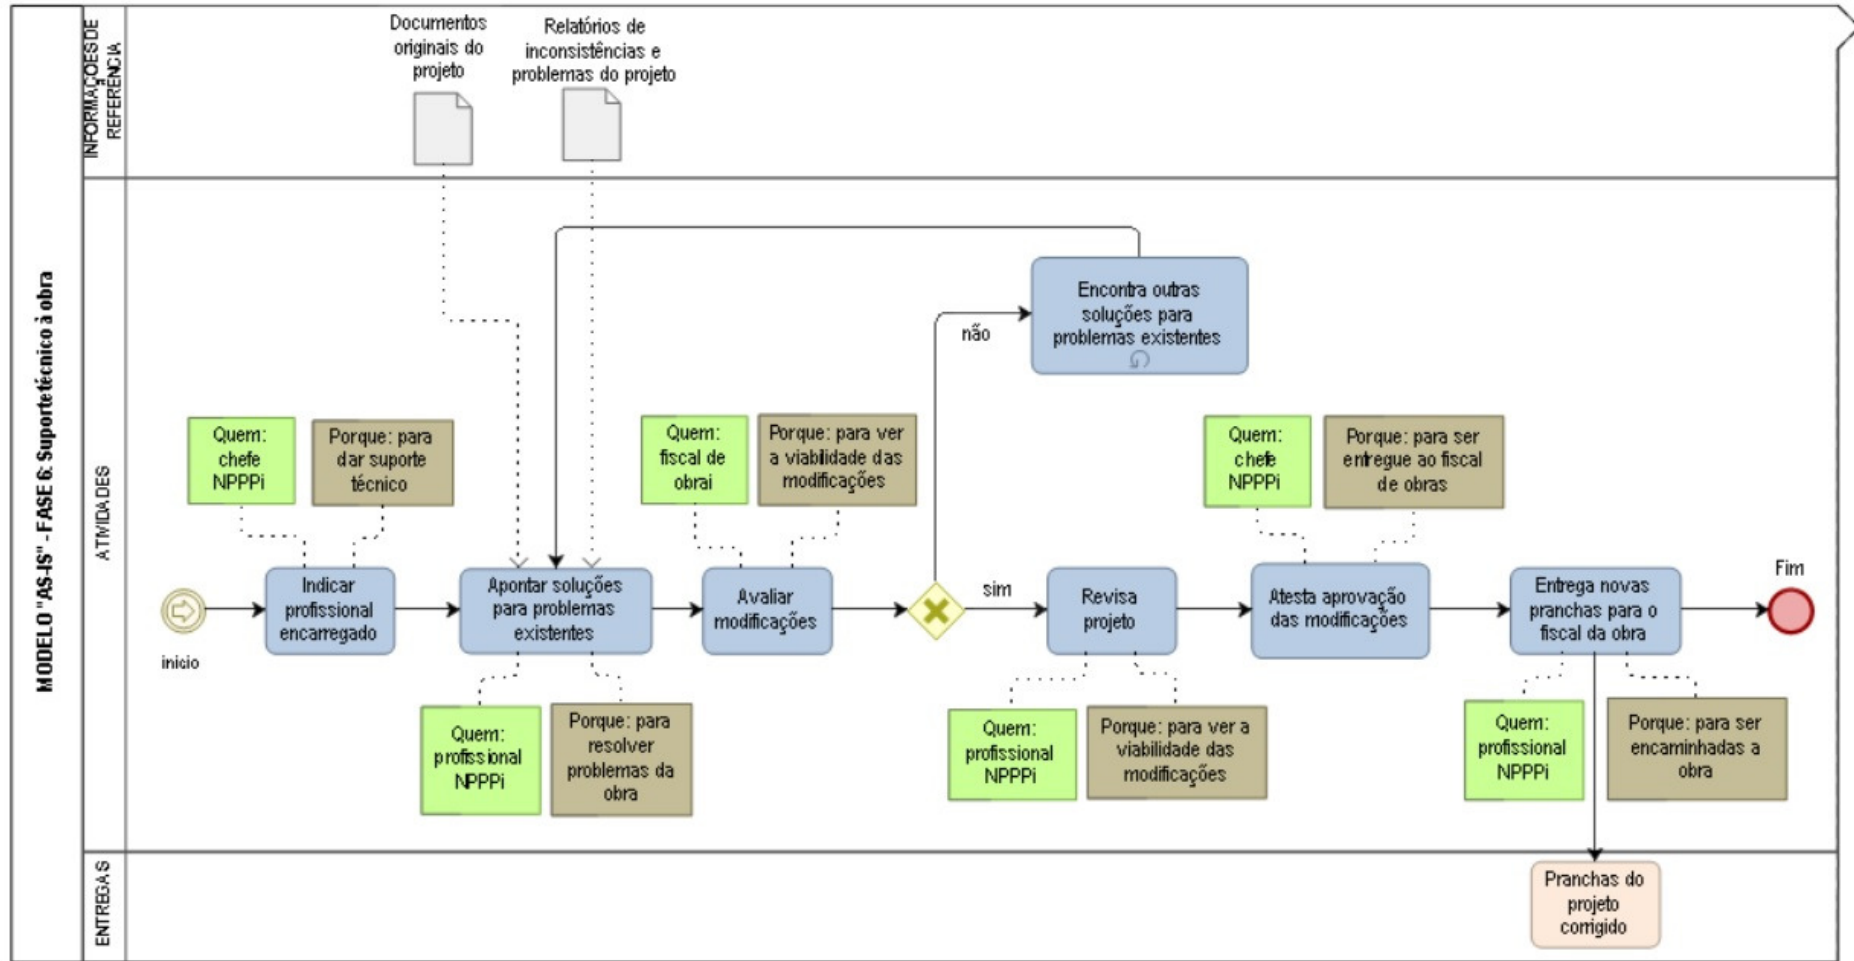 MODELO "AS-IS" - FASE 6: Suporte técnico à obra
INFORMAÇÕES DE
REFERÊNCIA
Documentos
originais do
projeto
Relatórios de
inconsistências e
problemas do projeto
ATIVIDADES
Encontra outras
soluções para
problemas existentes
não
Quem:
chefe
NPPPi
Porque: para
dar suporte
técnico
Quem:
fiscal de
obrai
Porque: para ver
a viabilidade das
modificações
Quem:
chefe
NPPPi
Porque: para ser
entregue ao fiscal
de obras
inicio
Indicar
profissional
encarregado
Apontar soluções
para problemas
existentes
Avaliar
modificações
sim
Revisa
projeto
Atesta aprovação
das modificações
Entrega novas
pranchas para o
fiscal da obra
Fim
Quem:
profissional
NPPPi
Porque: para
resolver
problemas da
obra
Quem:
profissional
NPPPi
Porque: para ver a
viabilidade das
modificações
Quem:
profissional
NPPPi
Porque: para ser
encaminhadas a
obra
ENTREGAS
Pranchas do
projeto
corrigido